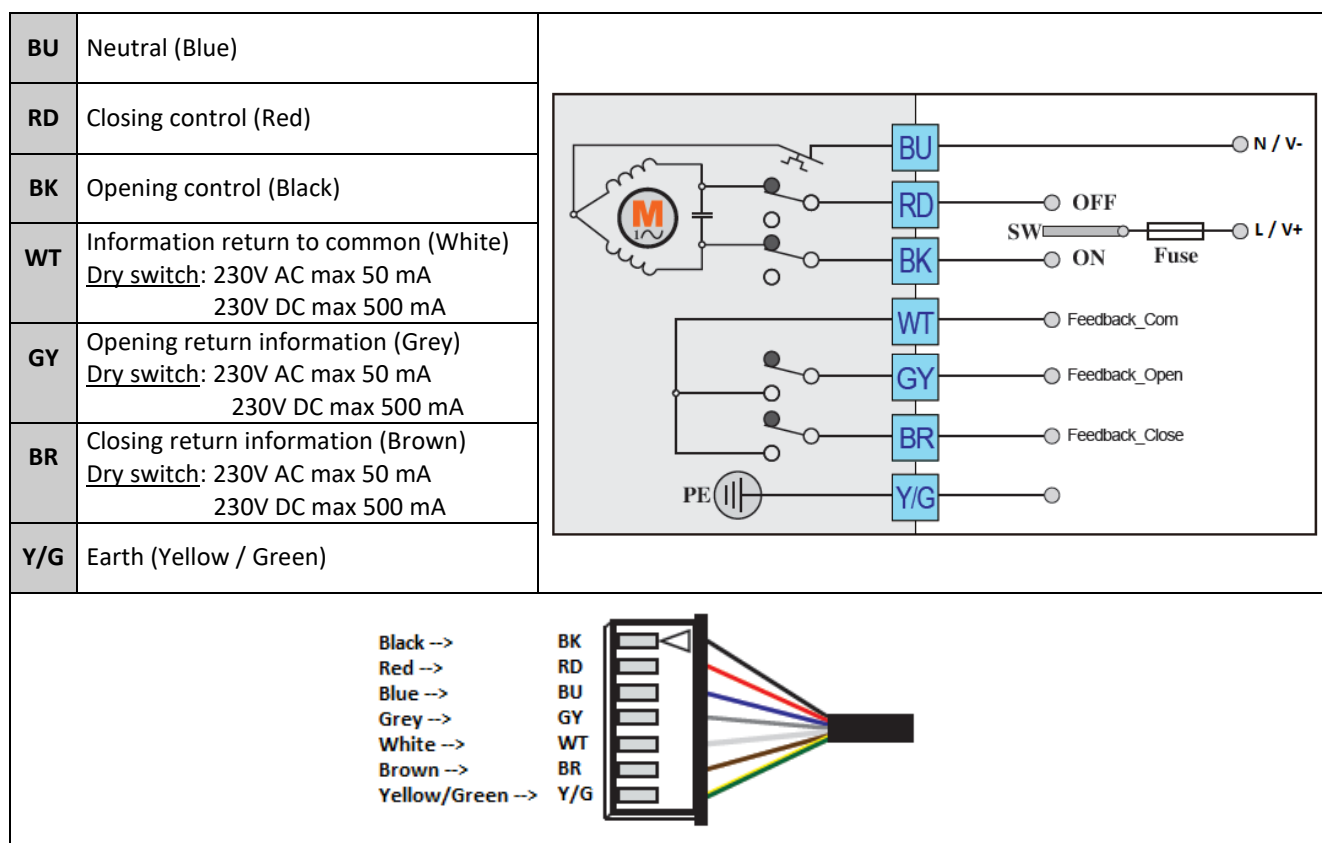 BU Neutral (Blue)
RD Closing control (Red)
BK Opening control (Black)
WT Information return to common (White)
Dry switch: 230V AC max 50 mA
230V DC max 500 mA
GY Opening return information (Grey)
Dry switch: 230V AC max 50 mA
230V DC max 500 mA
BR Closing return information (Brown)
Dry switch: 230V AC max 50 mA
230V DC max 500 mA
Y/G Earth (Yellow / Green)
BU N / V-
M
1
RD OFF
SW L / V+
BK ON Fuse
WT Feedback_Com
GY Feedback_Open
BR Feedback_Close
PE Y/G
Black --> BK
Red --> RD
Blue --> BU
Grey --> GY
White --> WT
Brown --> BR
Yellow/Green --> Y/G